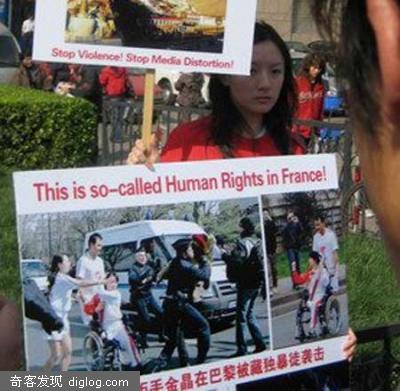 Stop Violence! Stop Media Distortion!
This is so-called Human Rights in France!
手金晶在巴黎被藏独暴徒袭击
奇客发现 diglog.com